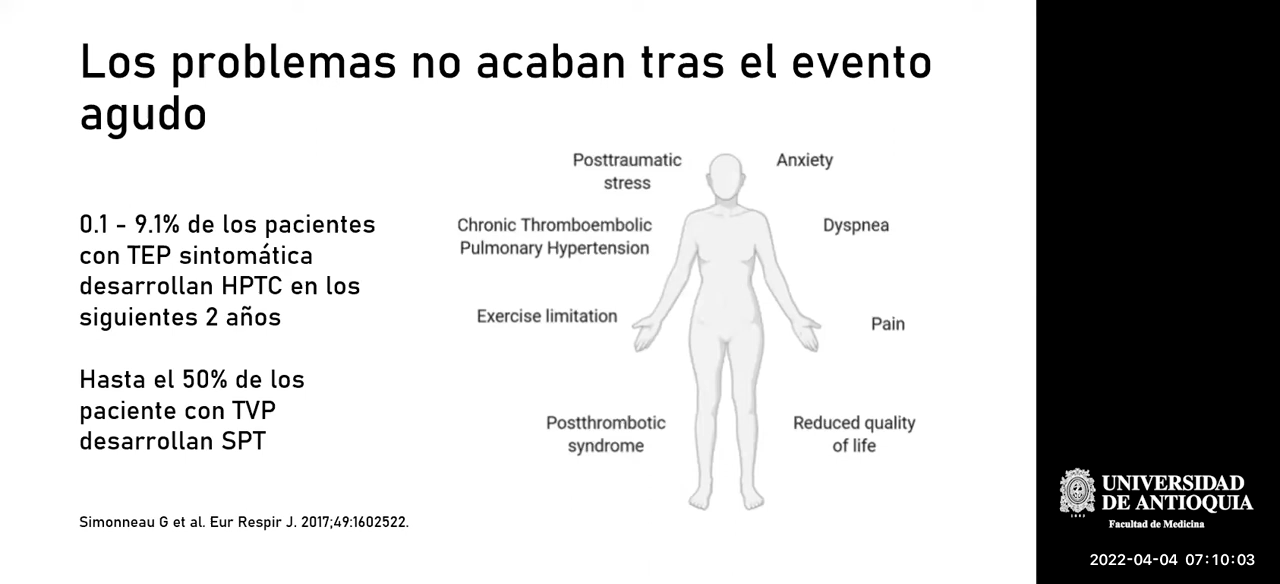 Los problemas no acaban tras el evento
agudo
0.1 - 9.1% de los pacientes
con TEP sintomática
desarrollan HPTC en los
siguientes 2 años
Hasta el 50% de los
paciente con TVP
desarrollan SPT
Posttraumatic
stress
Anxiety
Chronic Thromboembolic
Pulmonary Hypertension
Dyspnea
Exercise limitation
Pain
Postthrombotic
syndrome
Reduced quality
of life
Simonneau G et al. Eur Respir J. 2017;49:1602522.
UNIVERSIDAD
DE ANTIOQUIA
Facultad de Medicina
2022-04-04 07:10:03